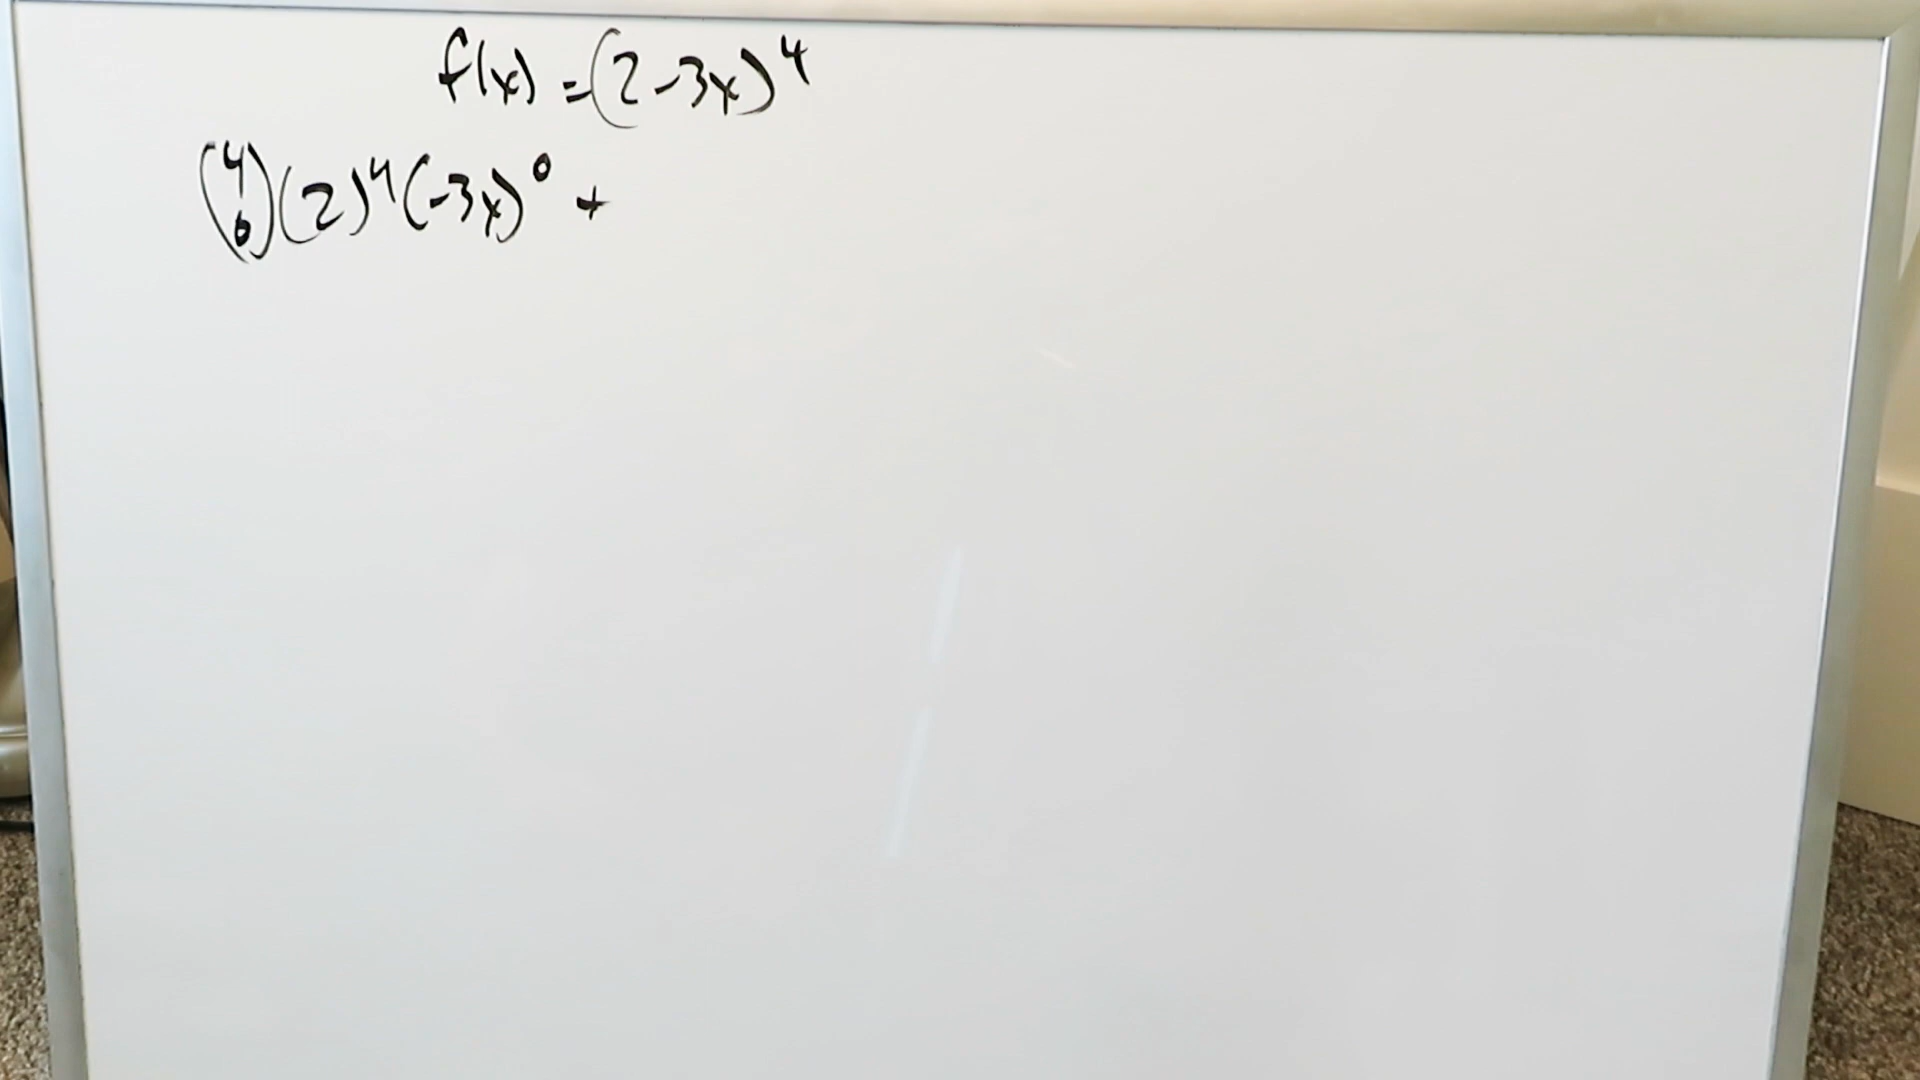 f(x) = (2-3x)⁴
(4 0)(2)⁴(-3x)⁰ +